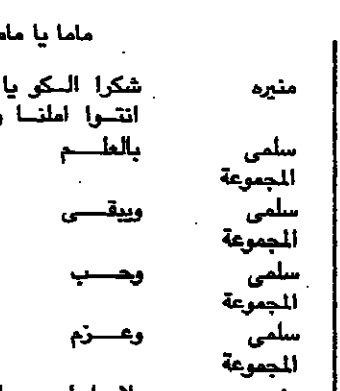 ماما يا
منيره شكرا الكو يا
انتوا املنا
سلمى بالعلم
المجموعة
سلمى ويبقى
المجموعة
سلمى وحب
المجموعة
سلمى وعزم
المجموعة